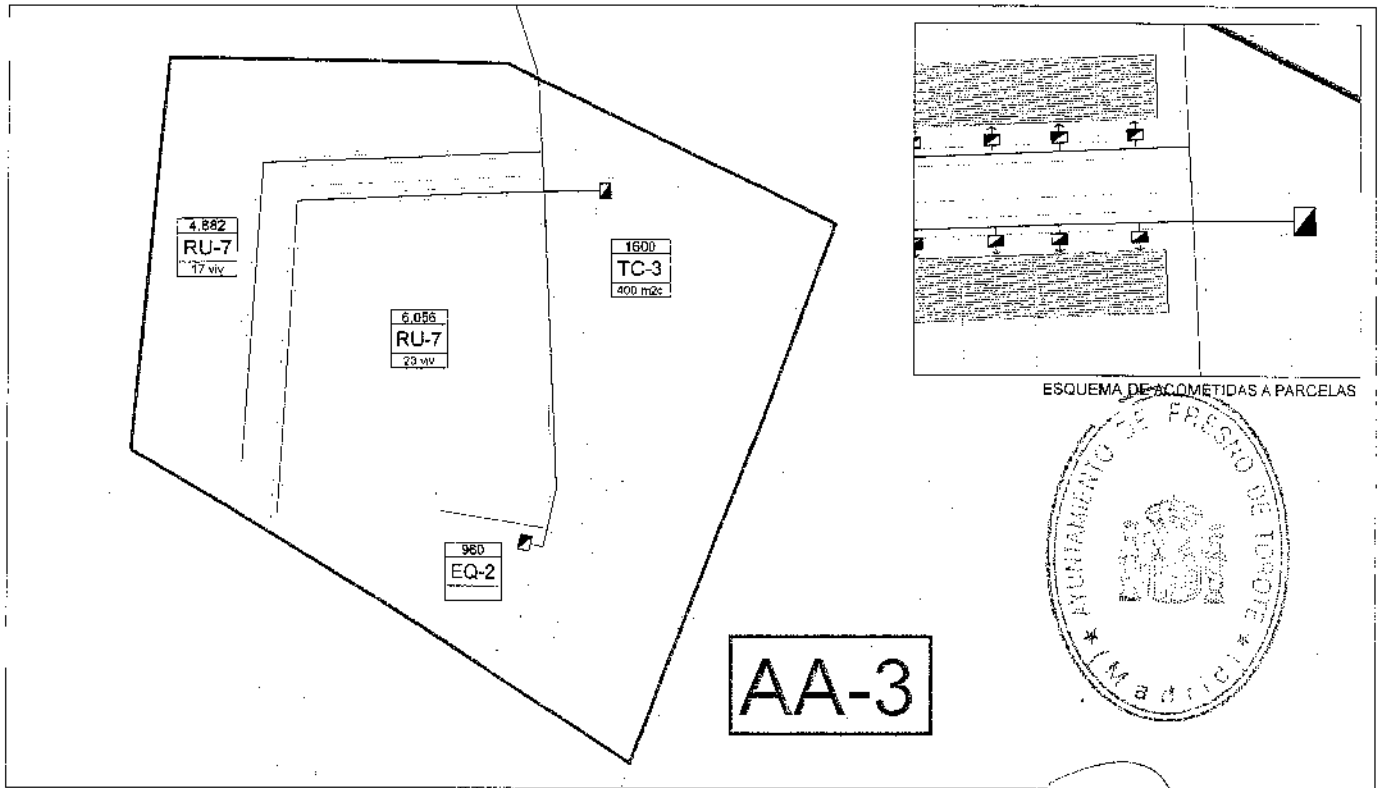 4.882
RU-7
17 viv
6.056
RU-7
23 viv
1600
TC-3
400 m2c
960
EQ-2
AA-3
ESQUEMA DE ACOMETIDAS A PARCELAS
AYUNTAMIENTO DE FRESNO DE TOROTE
(Madrid)